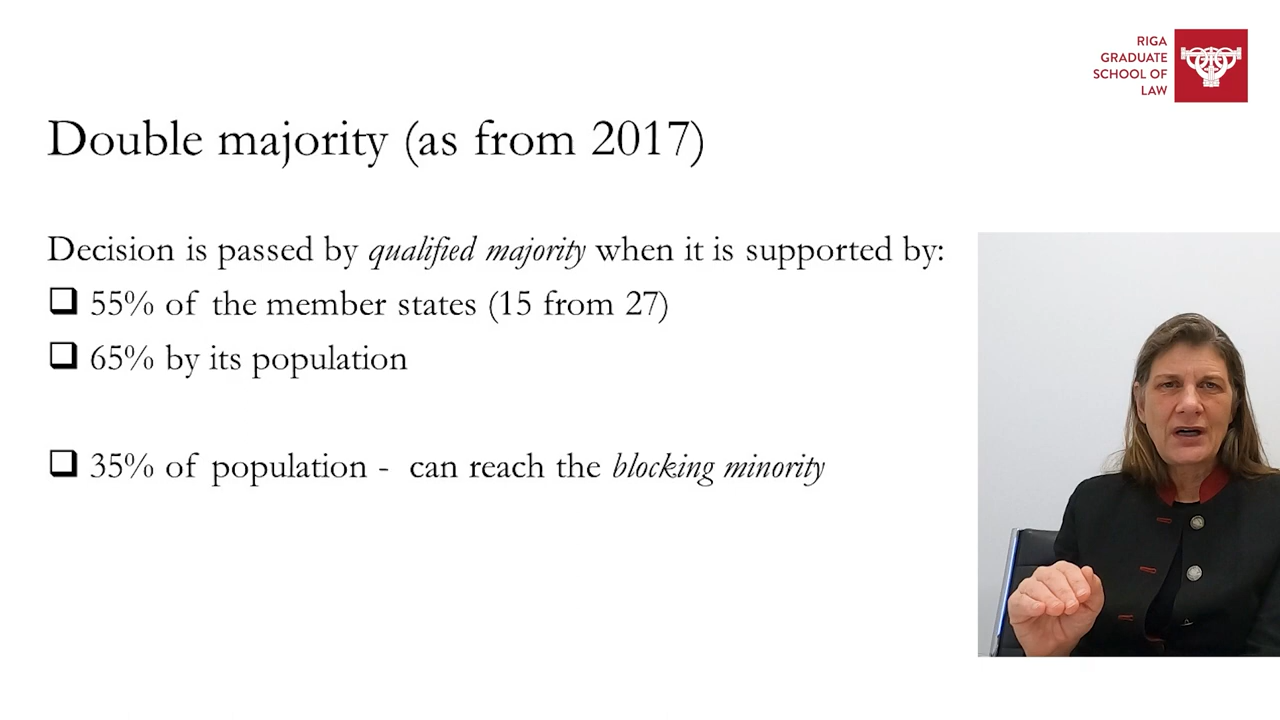 RIGA
GRADUATE
SCHOOL OF
LAW
Double majority (as from 2017)
Decision is passed by qualified majority when it is supported by:
55% of the member states (15 from 27)
65% by its population
35% of population - can reach the blocking minority